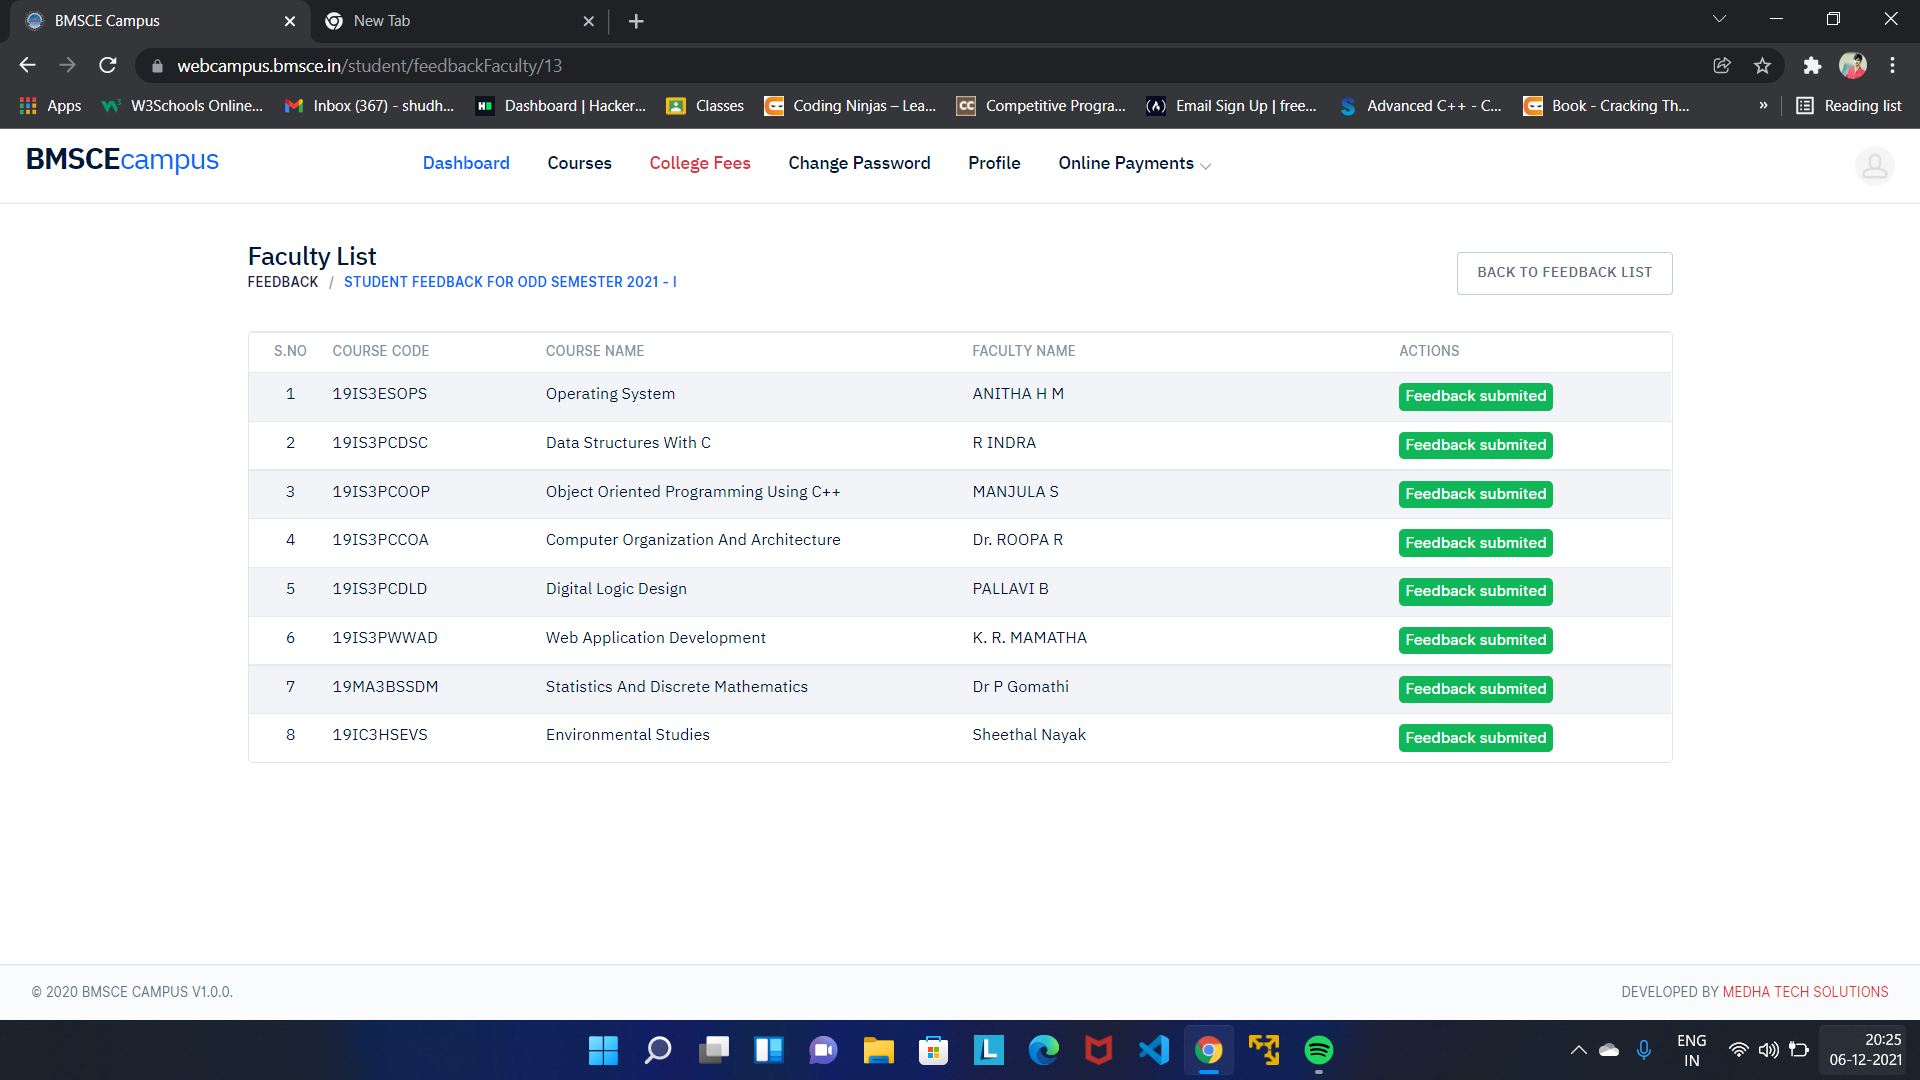 BMSCE Campus
New Tab
webcampus.bmsce.in/student/feedbackFaculty/13
Apps W3Schools Online... Inbox (367) - shudh... Dashboard | Hacker... Classes Coding Ninjas – Lea... Competitive Progra... Email Sign Up | free... Advanced C++ - C... Book - Cracking Th... » Reading list
BMSCEcampus Dashboard Courses College Fees Change Password Profile Online Payments
Faculty List
FEEDBACK / STUDENT FEEDBACK FOR ODD SEMESTER 2021 - I
BACK TO FEEDBACK LIST
S.NO COURSE CODE COURSE NAME FACULTY NAME ACTIONS
1 19IS3ESOPS Operating System ANITHA H M Feedback submited
2 19IS3PCDSC Data Structures With C R INDRA Feedback submited
3 19IS3PCOOP Object Oriented Programming Using C++ MANJULA S Feedback submited
4 19IS3PCCOA Computer Organization And Architecture Dr. ROOPA R Feedback submited
5 19IS3PCDLD Digital Logic Design PALLAVI B Feedback submited
6 19IS3PWWAD Web Application Development K. R. MAMATHA Feedback submited
7 19MA3BSSDM Statistics And Discrete Mathematics Dr P Gomathi Feedback submited
8 19IC3HSEVS Environmental Studies Sheethal Nayak Feedback submited
© 2020 BMSCE CAMPUS V1.0.0. DEVELOPED BY MEDHA TECH SOLUTIONS
ENG 20:25
IN 06-12-2021